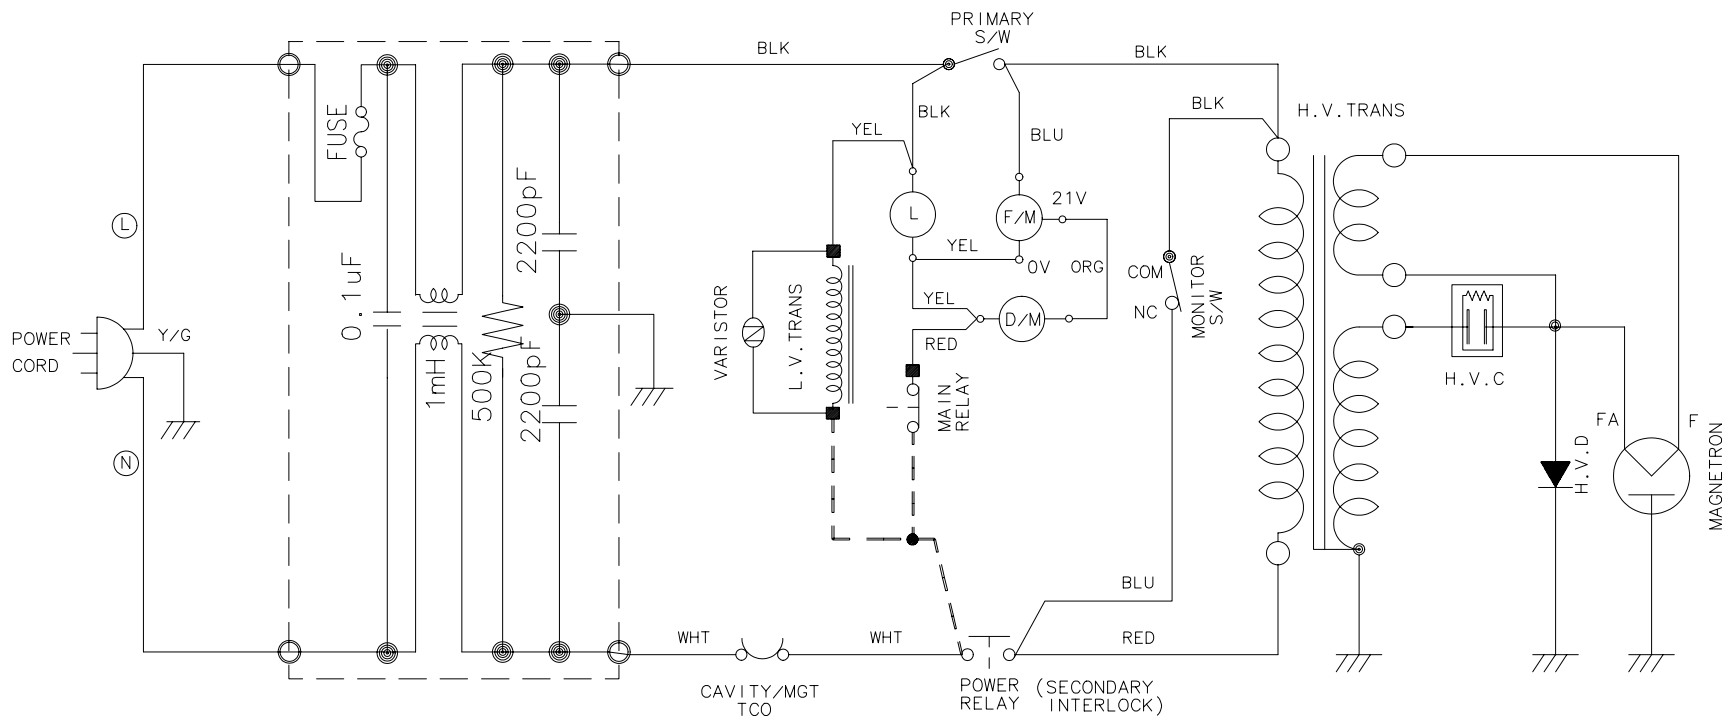 PRIMARY
S/W
BLK
BLK
BLK
H.V.TRANS
FUSE
BLK
YEL
BLU
L
2200pF
L
F/M
21V
YEL
0V
ORG
COM
MONITOR
S/W
0.1uF
VARISTOR
L.V.TRANS
YEL
D/M
NC
POWER
CORD
Y/G
RED
1mH
500K
2200pF
MAIN
RELAY
H.V.C
FA
F
N
H.V.D
MAGNETRON
BLU
WHT
WHT
RED
CAVITY/MGT
TCO
POWER
RELAY
(SECONDARY
INTERLOCK)